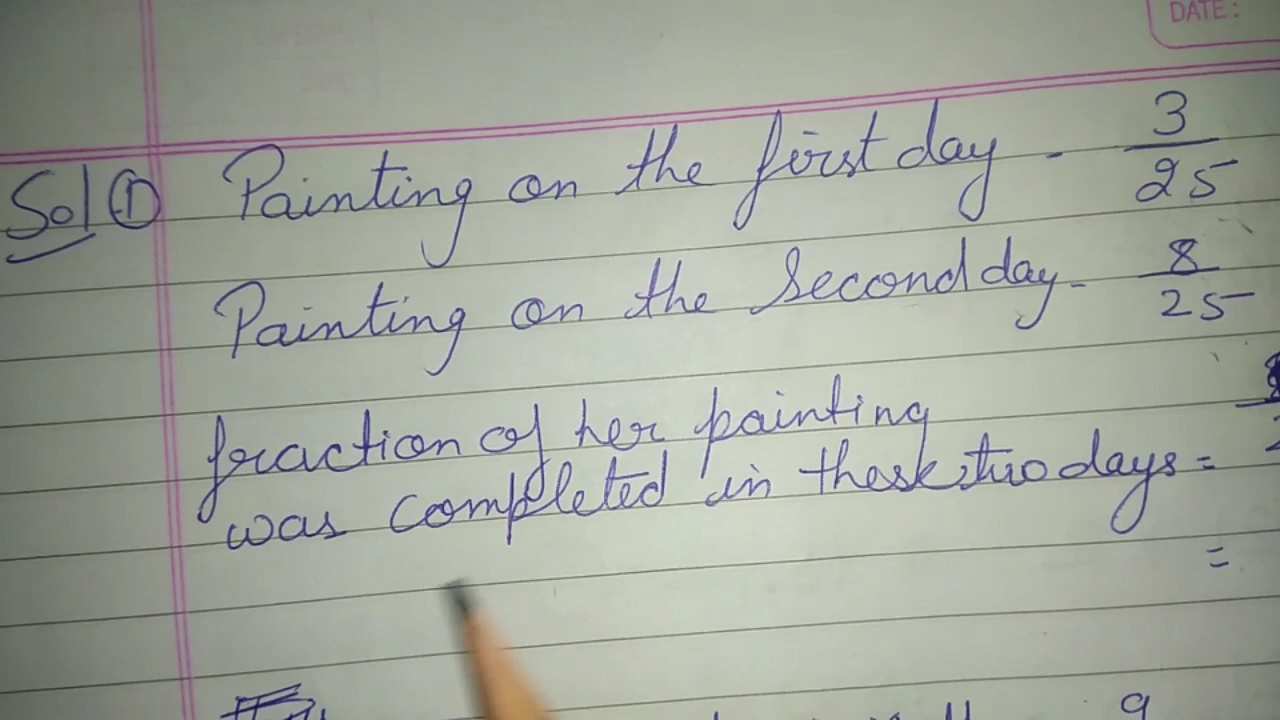 DATE:
Sol ① Painting on the first day - 3/25
Painting on the second day - 8/25
fraction of her painting
was completed in these two days =
=
9